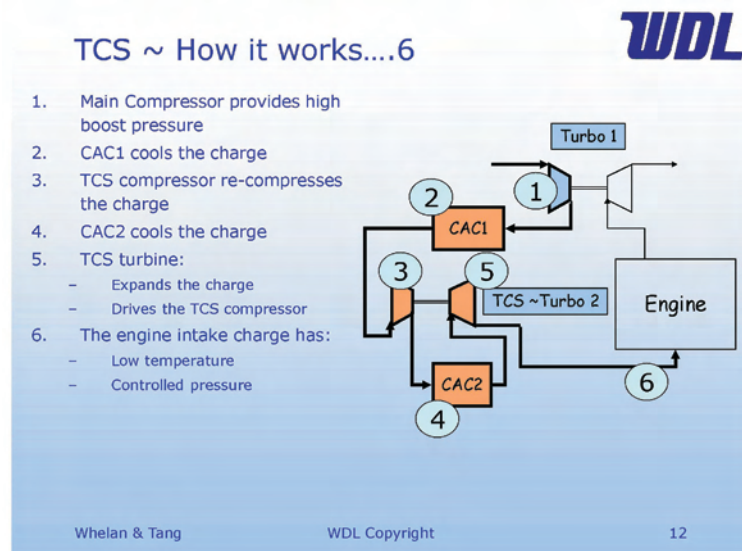 WDL
TCS ~ How it works....6
1. Main Compressor provides high
boost pressure
2. CAC1 cools the charge
3. TCS compressor re-compresses
the charge
4. CAC2 cools the charge
5. TCS turbine:
– Expands the charge
– Drives the TCS compressor
6. The engine intake charge has:
– Low temperature
– Controlled pressure
Turbo 1
1
2
CAC1
3
5
TCS ~Turbo 2
Engine
CAC2
4
6
Whelan & Tang
WDL Copyright
12